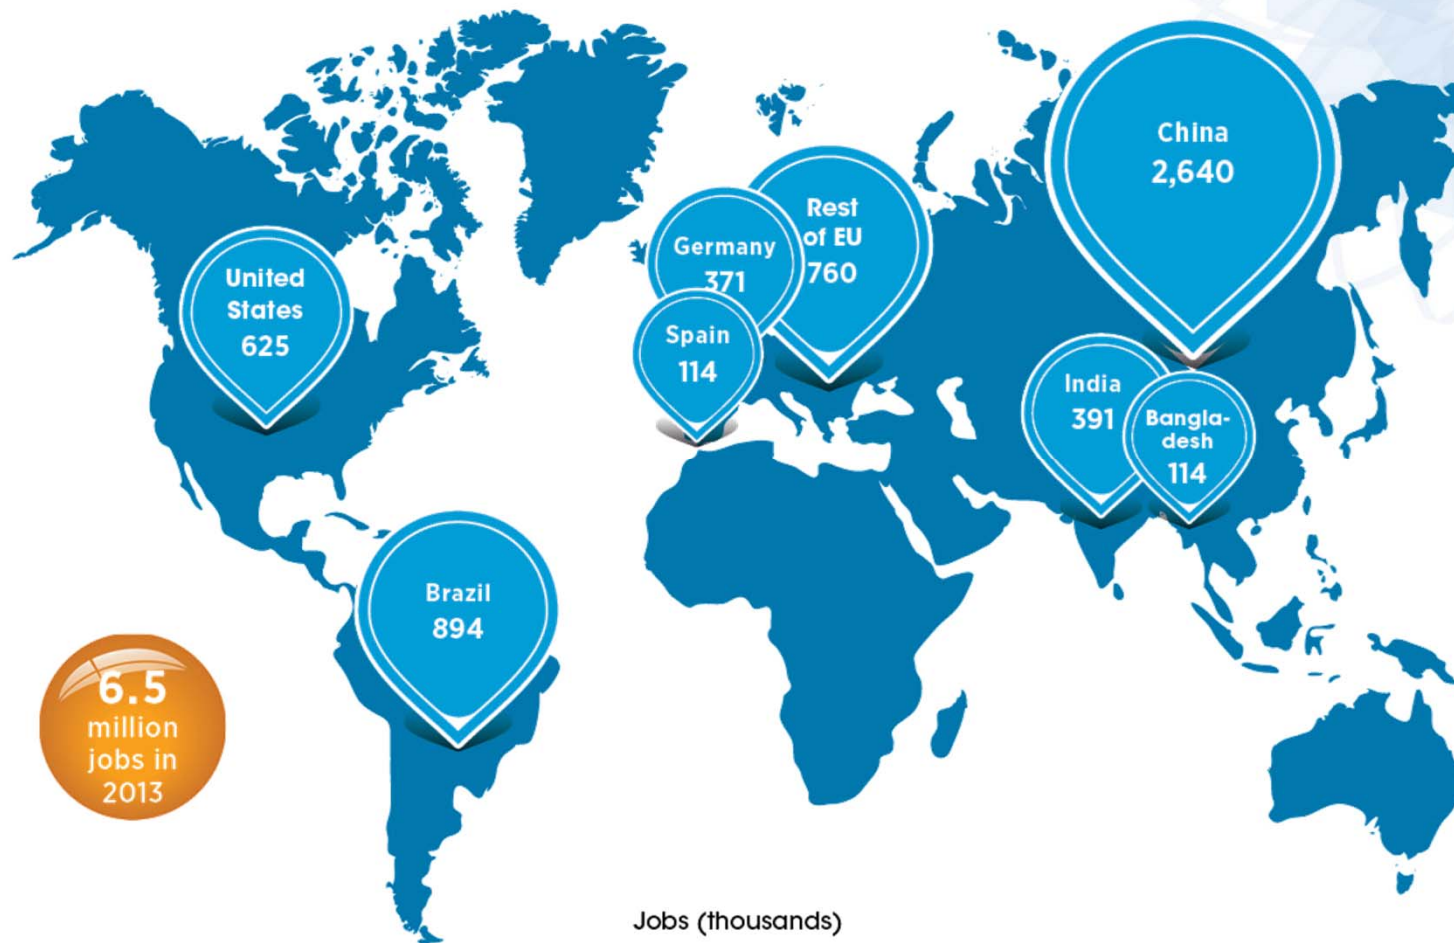 China
2,640
Rest
of EU
760
Germany
371
United
States
625
Spain
114
India
391
Bangla-
desh
114
Brazil
894
6.5
million
jobs in
2013
Jobs (thousands)